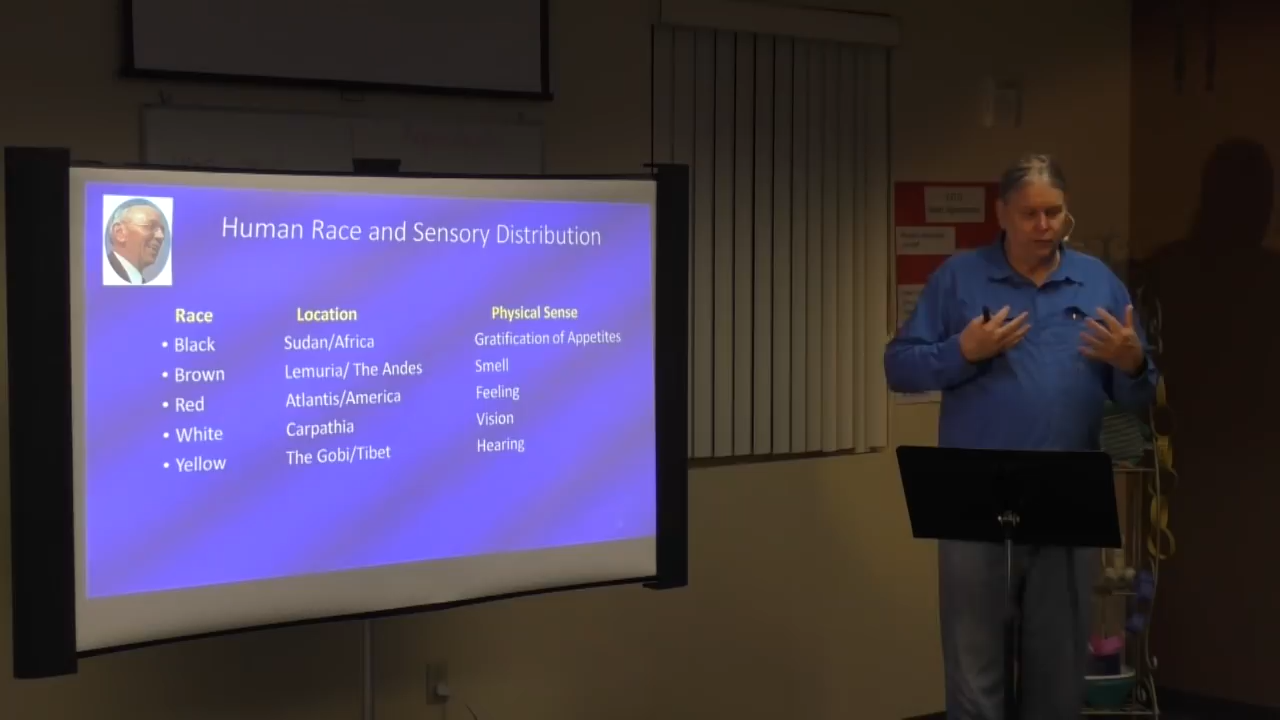 Human Race and Sensory Distribution
Race Location Physical Sense
• Black Sudan/Africa Gratification of Appetites
• Brown Lemuria/ The Andes Smell
• Red Atlantis/America Feeling
• White Carpathia Vision
• Yellow The Gobi/Tibet Hearing